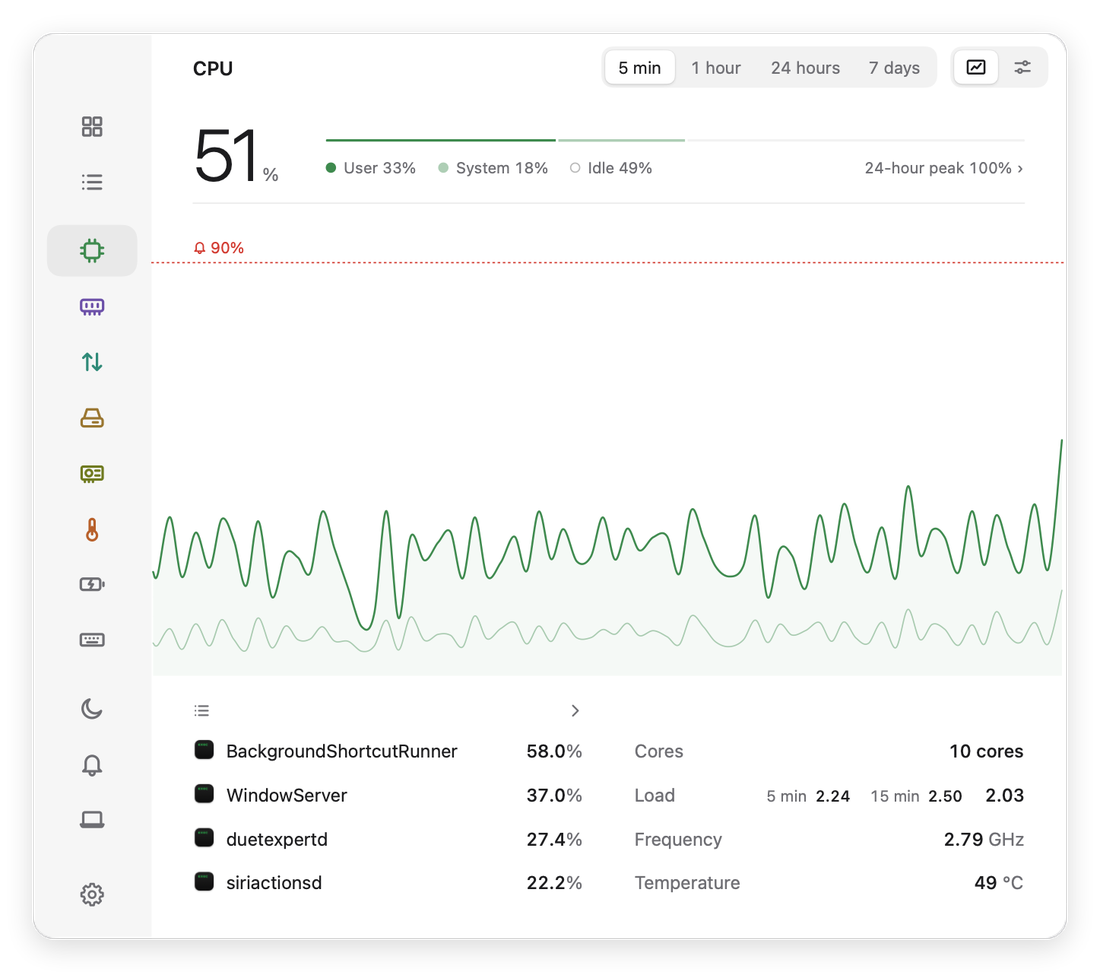 CPU
5 min 1 hour 24 hours 7 days
51%
User 33% System 18% Idle 49% 24-hour peak 100% ›
90%
BackgroundShortcutRunner 58.0% Cores 10 cores
WindowServer 37.0% Load 5 min 2.24 15 min 2.50 2.03
duetexpertd 27.4% Frequency 2.79 GHz
siriactionsd 22.2% Temperature 49 °C